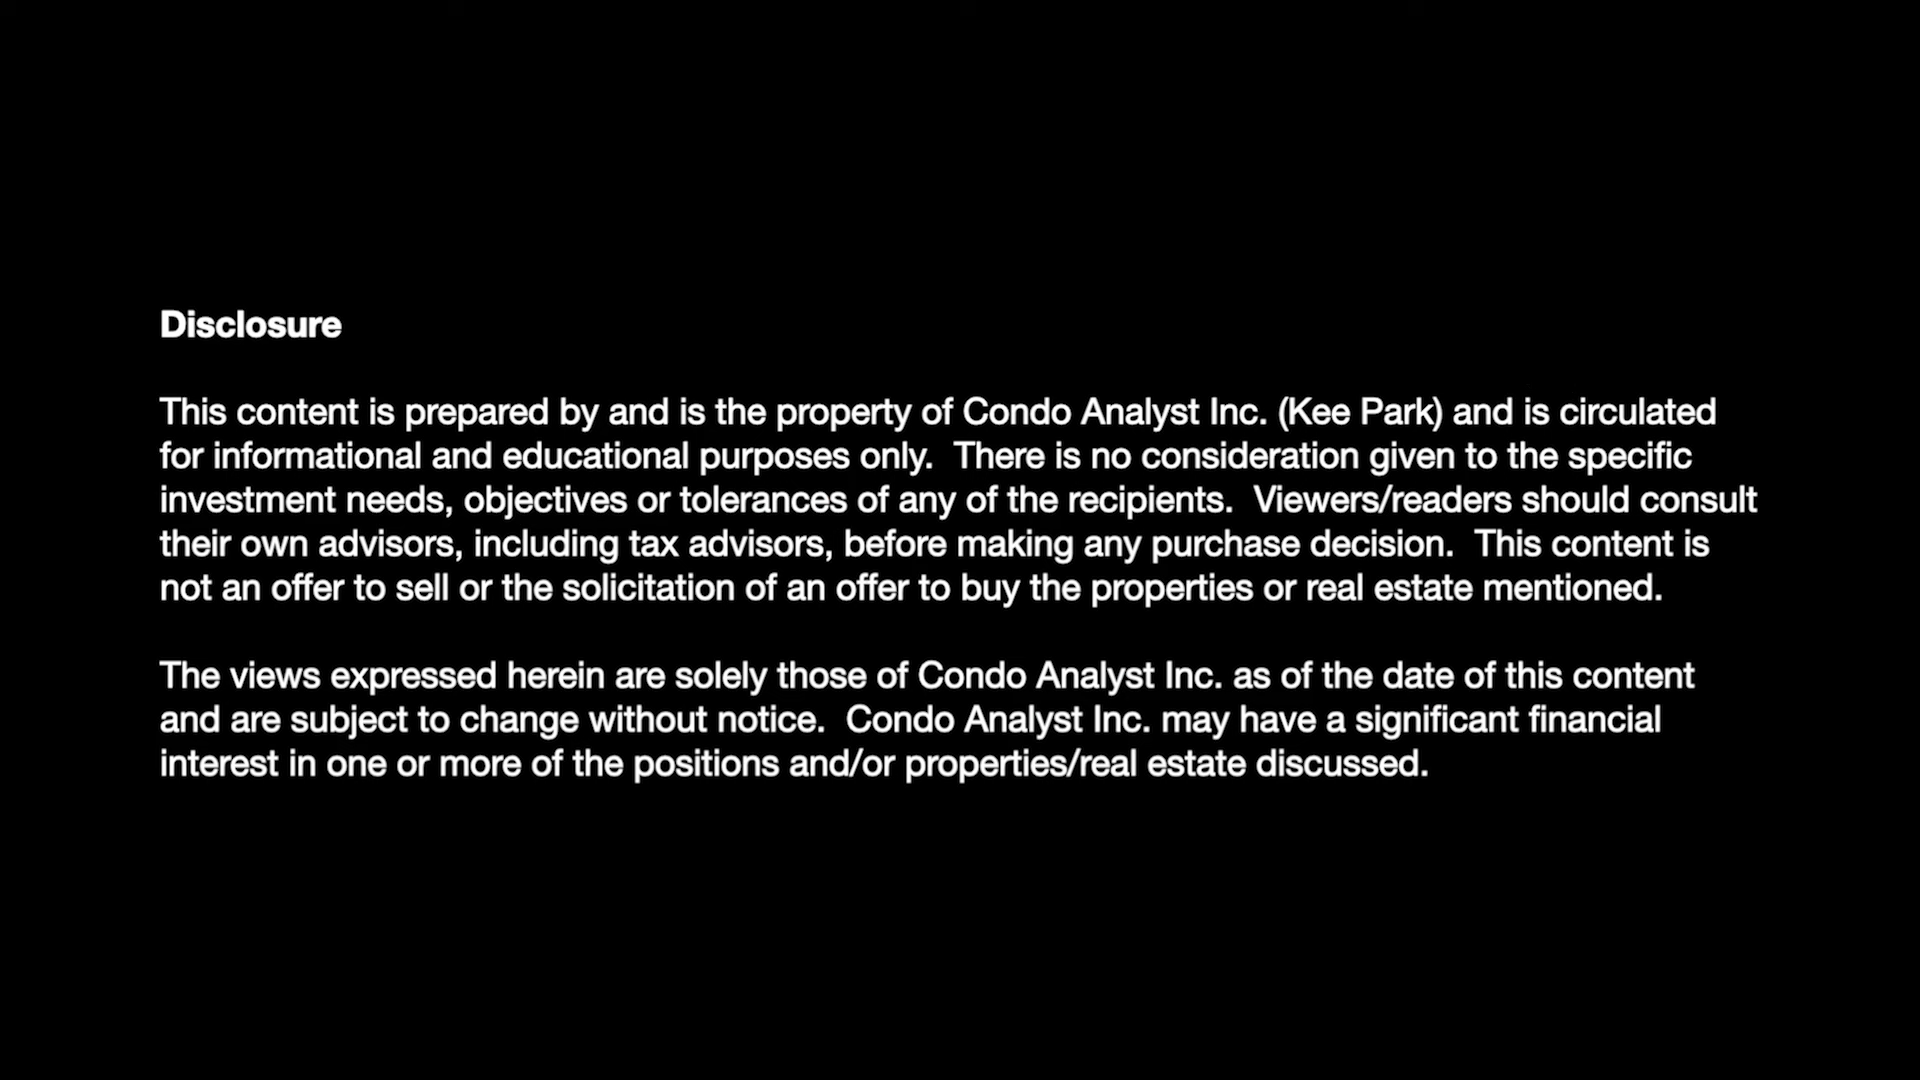 Disclosure
This content is prepared by and is the property of Condo Analyst Inc. (Kee Park) and is circulated
for informational and educational purposes only.  There is no consideration given to the specific
investment needs, objectives or tolerances of any of the recipients.  Viewers/readers should consult
their own advisors, including tax advisors, before making any purchase decision.  This content is
not an offer to sell or the solicitation of an offer to buy the properties or real estate mentioned.
The views expressed herein are solely those of Condo Analyst Inc. as of the date of this content
and are subject to change without notice.  Condo Analyst Inc. may have a significant financial
interest in one or more of the positions and/or properties/real estate discussed.